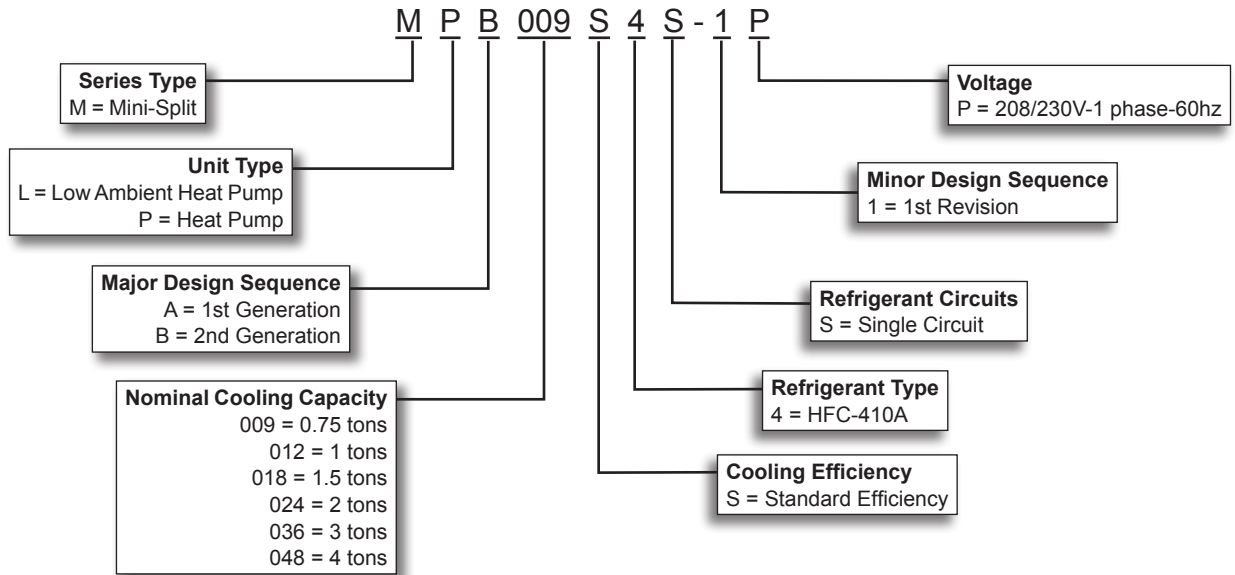 M P B 009 S 4 S - 1 P
Series Type
M = Mini-Split
Unit Type
L = Low Ambient Heat Pump
P = Heat Pump
Major Design Sequence
A = 1st Generation
B = 2nd Generation
Nominal Cooling Capacity
009 = 0.75 tons
012 = 1 tons
018 = 1.5 tons
024 = 2 tons
036 = 3 tons
048 = 4 tons
Voltage
P = 208/230V-1 phase-60hz
Minor Design Sequence
1 = 1st Revision
Refrigerant Circuits
S = Single Circuit
Refrigerant Type
4 = HFC-410A
Cooling Efficiency
S = Standard Efficiency